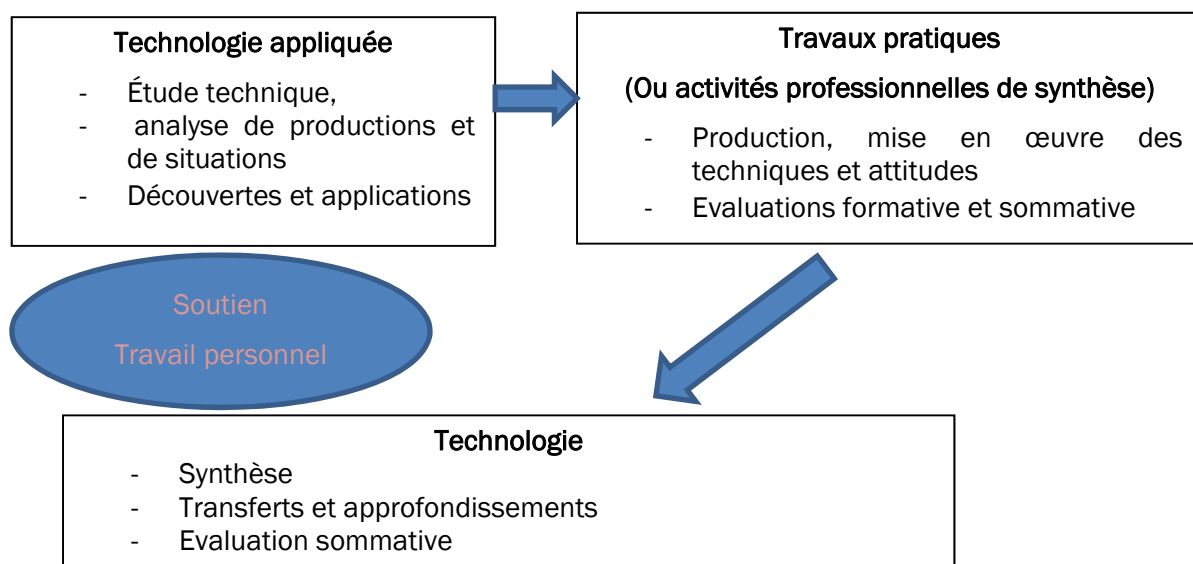 Technologie appliquée
- Étude technique,
- analyse de productions et
de situations
- Découvertes et applications
Travaux pratiques
(Ou activités professionnelles de synthèse)
- Production, mise en œuvre des
techniques et attitudes
- Evaluations formative et sommative
Soutien
Travail personnel
Technologie
- Synthèse
- Transferts et approfondissements
- Evaluation sommative